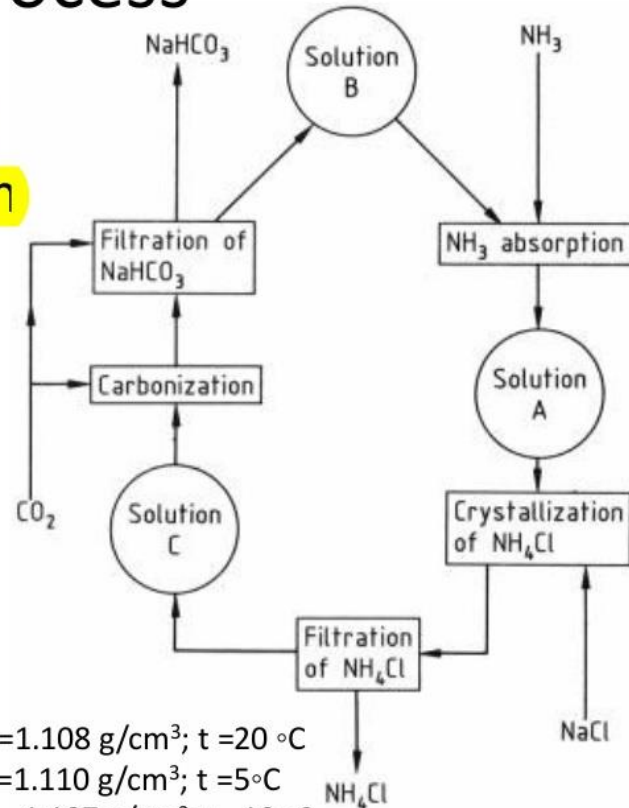 ocess
NaHCO₃
Solution
B
NH₃
n
Filtration of
NaHCO₃
NH₃ absorption
Carbonization
Solution
A
CO₂
Solution
C
Crystallization
of NH₄Cl
Filtration
of NH₄Cl
=1.108 g/cm³; t =20 °C
=1.110 g/cm³; t =5°C
NaCl
NH₄Cl